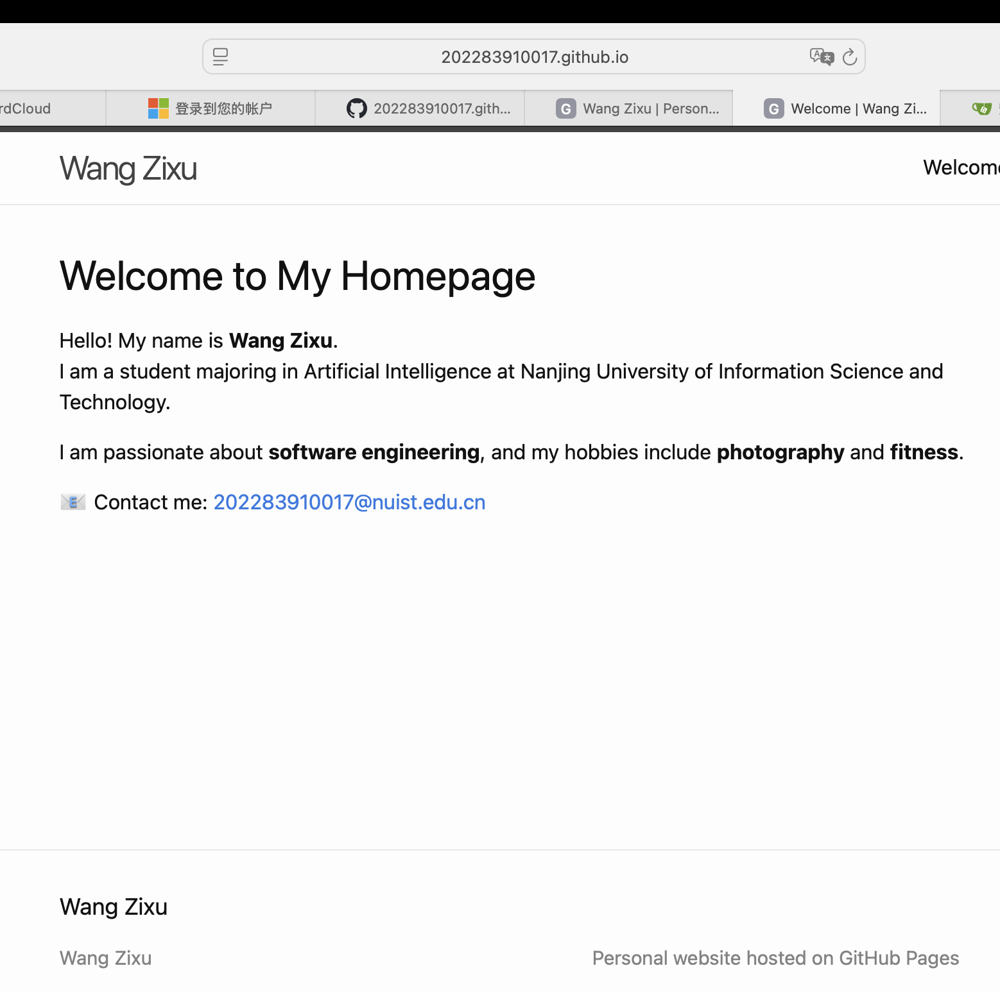 202283910017.github.io
rdCloud
登录到您的帐户
202283910017.gith...
G Wang Zixu | Person...
G Welcome | Wang Zi...
Wang Zixu
Welcome
Welcome to My Homepage
Hello! My name is Wang Zixu.
I am a student majoring in Artificial Intelligence at Nanjing University of Information Science and
Technology.
I am passionate about software engineering, and my hobbies include photography and fitness.
Contact me: 202283910017@nuist.edu.cn
Wang Zixu
Wang Zixu
Personal website hosted on GitHub Pages